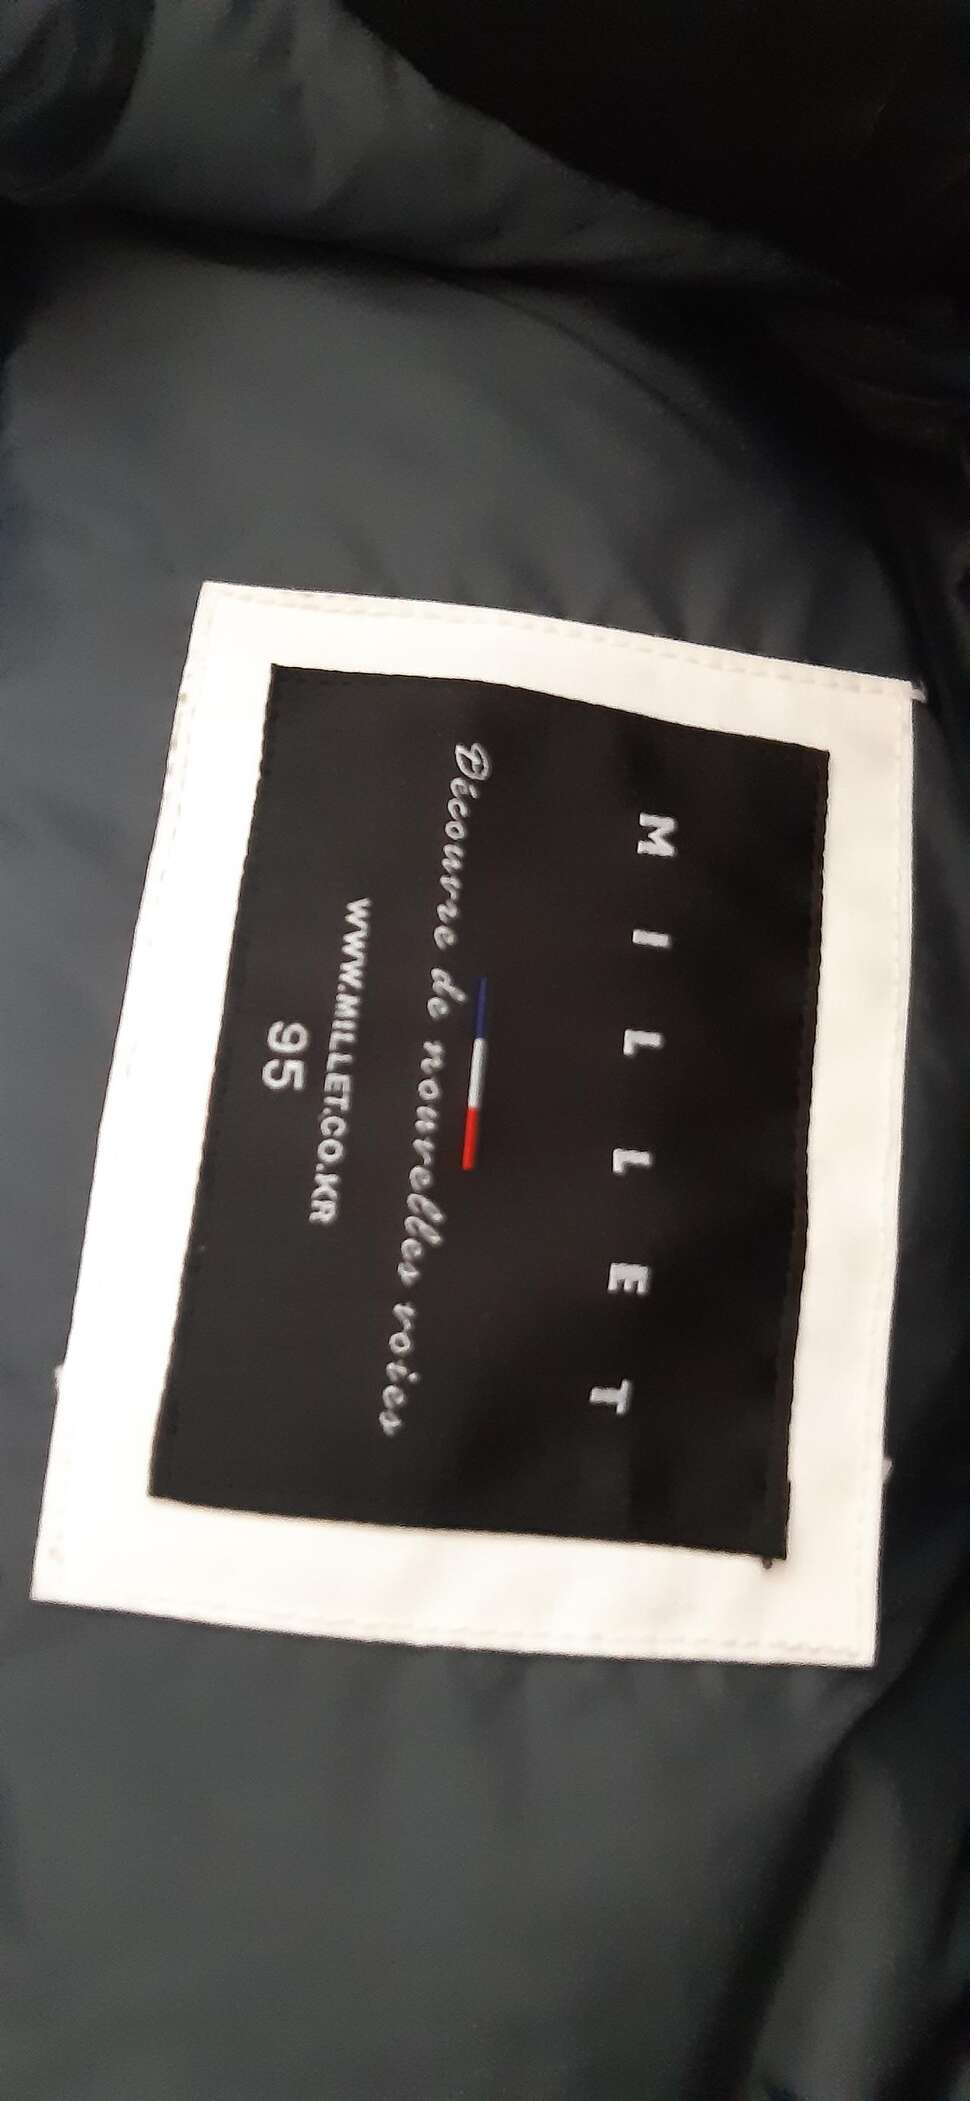 MILLET
Découvre de nouvelles voies
WWW.MILLET.CO.KR
95